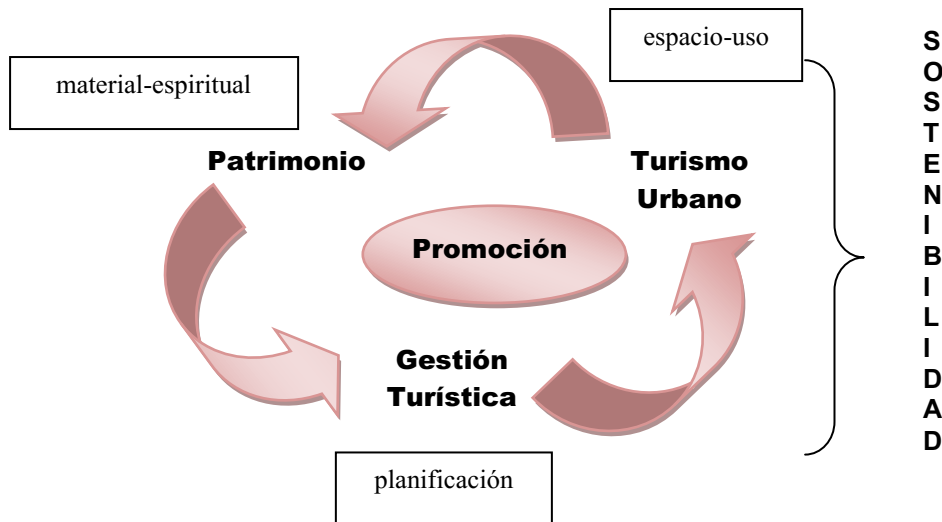 espacio-uso
material-espiritual
Patrimonio
Turismo
Urbano
Promoción
Gestión
Turística
planificación
S
O
S
T
E
N
I
B
I
L
I
D
A
D